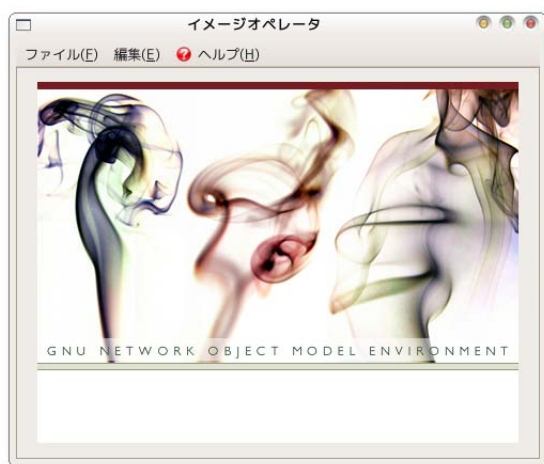 イメージオペレータ
ファイル(F) 編集(E) ? ヘルプ(H)
GNU NETWORK OBJECT MODEL ENVIRONMENT